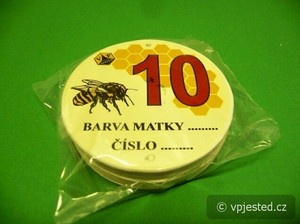 10
BARVA MATKY .........
ČÍSLO .........
© vpjested.cz